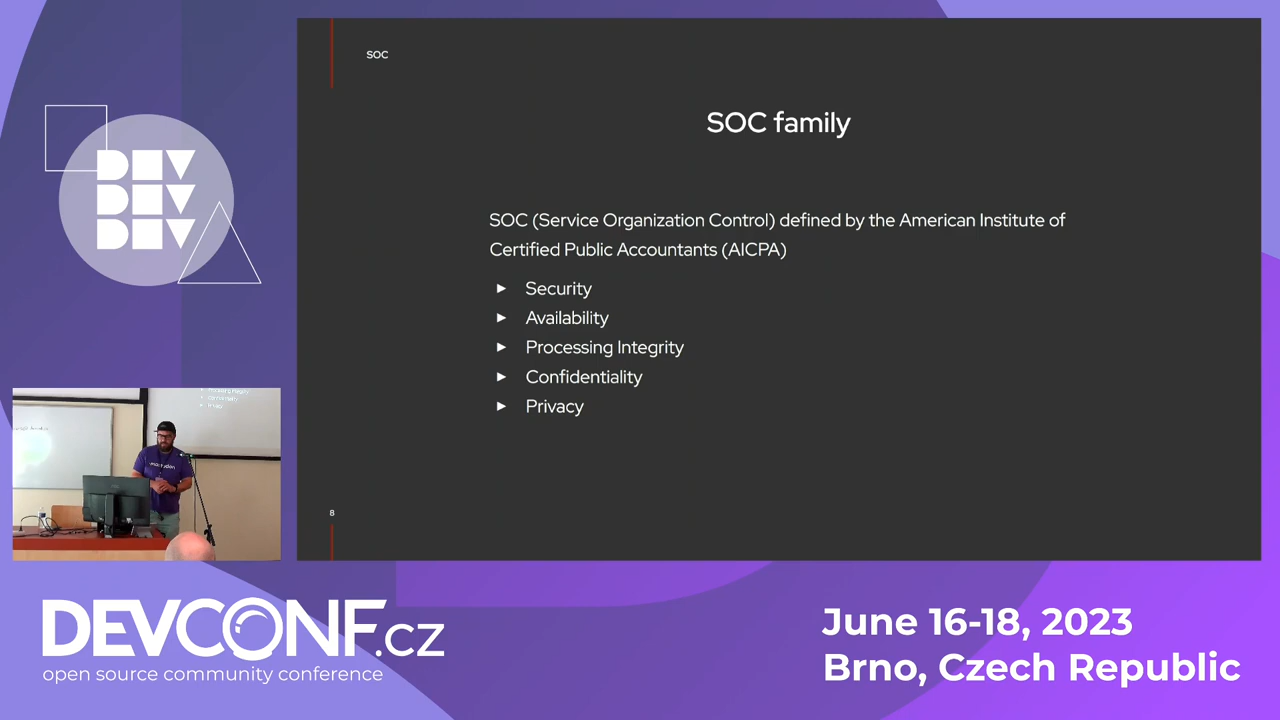 SOC
SOC family
SOC (Service Organization Control) defined by the American Institute of
Certified Public Accountants (AICPA)
► Security
► Availability
► Processing Integrity
► Confidentiality
► Privacy
8
DEV
DEV
DEV
DEVCONF.cz
open source community conference
June 16-18, 2023
Brno, Czech Republic